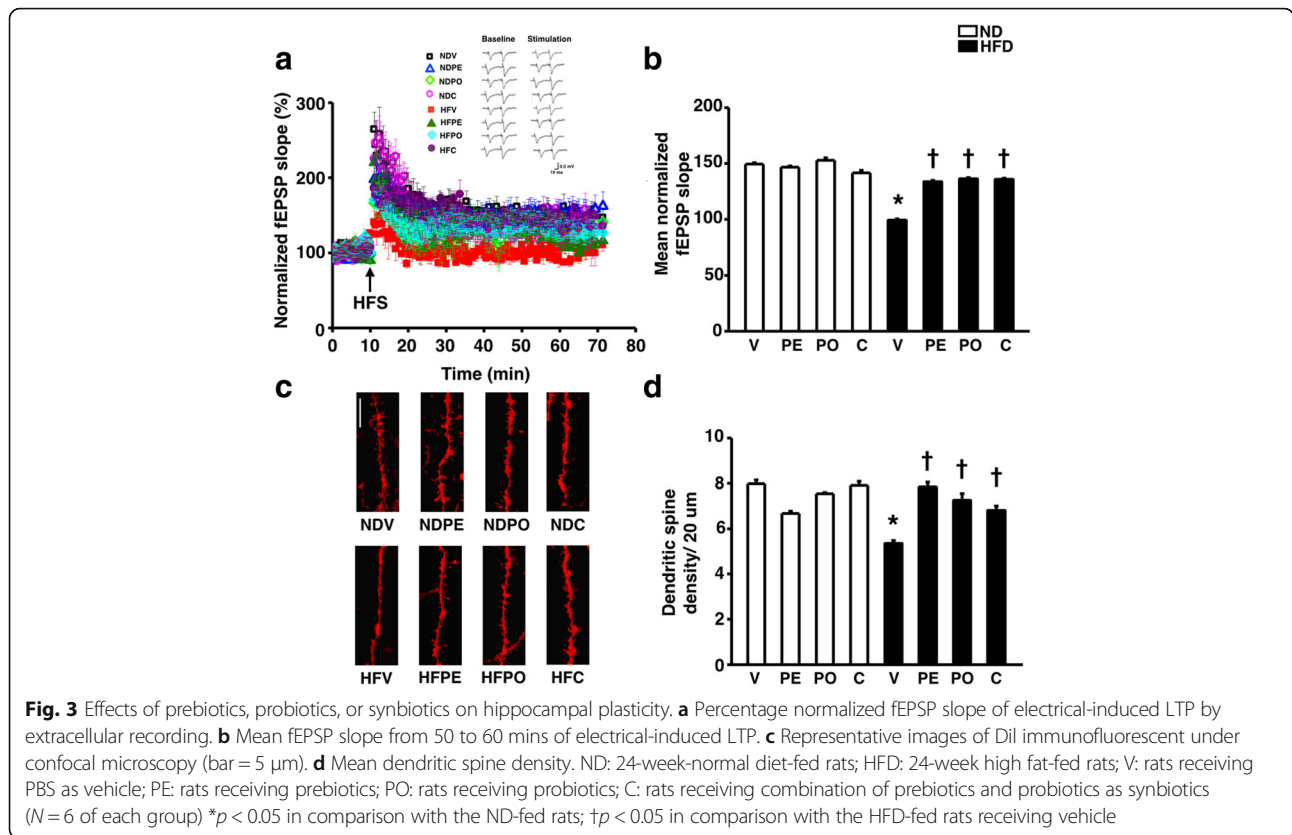 a
Baseline Stimulation
NDV
NDPE
NDPO
NDC
HFV
HFPE
HFPO
HFC
0.5 mV
10 ms
Normalized fEPSP slope (%)
300
200
100
0
HFS
0 10 20 30 40 50 60 70 80
Time (min)
b
ND
HFD
Mean normalized
fEPSP slope
200
150
100
50
0
* † † †
V PE PO C V PE PO C
c
NDV NDPE NDPO NDC
HFV HFPE HFPO HFC
d
Dendritic spine
density/ 20 um
10
8
6
4
2
0
* † † †
V PE PO C V PE PO C
Fig. 3 Effects of prebiotics, probiotics, or synbiotics on hippocampal plasticity. a Percentage normalized fEPSP slope of electrical-induced LTP by
extracellular recording. b Mean fEPSP slope from 50 to 60 mins of electrical-induced LTP. c Representative images of DiI immunofluorescent under
confocal microscopy (bar = 5 μm). d Mean dendritic spine density. ND: 24-week-normal diet-fed rats; HFD: 24-week high fat-fed rats; V: rats receiving
PBS as vehicle; PE: rats receiving prebiotics; PO: rats receiving probiotics; C: rats receiving combination of prebiotics and probiotics as synbiotics
(N = 6 of each group) *p < 0.05 in comparison with the ND-fed rats; †p < 0.05 in comparison with the HFD-fed rats receiving vehicle